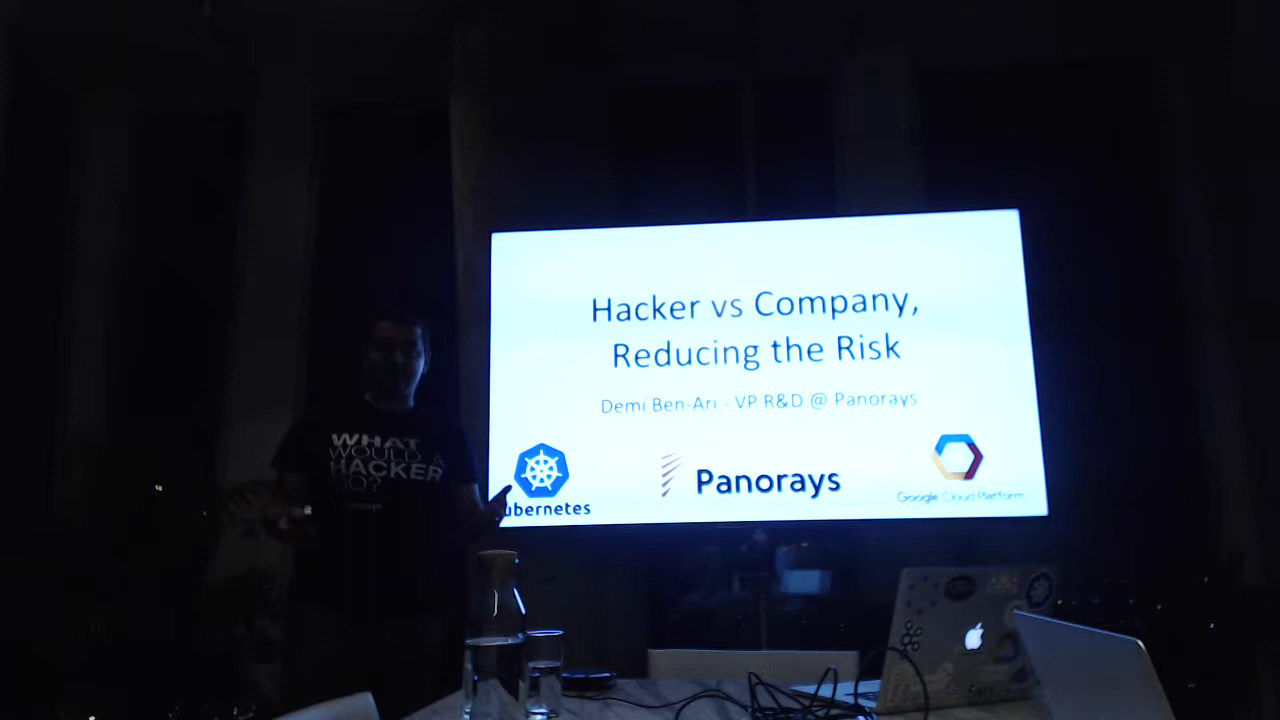 Hacker vs Company,
Reducing the Risk
Demi Ben-Ari - VP R&D @ Panorays
ubernetes
Panorays
Google Cloud Platform
WHAT
WOULD A
HACKER
DO?